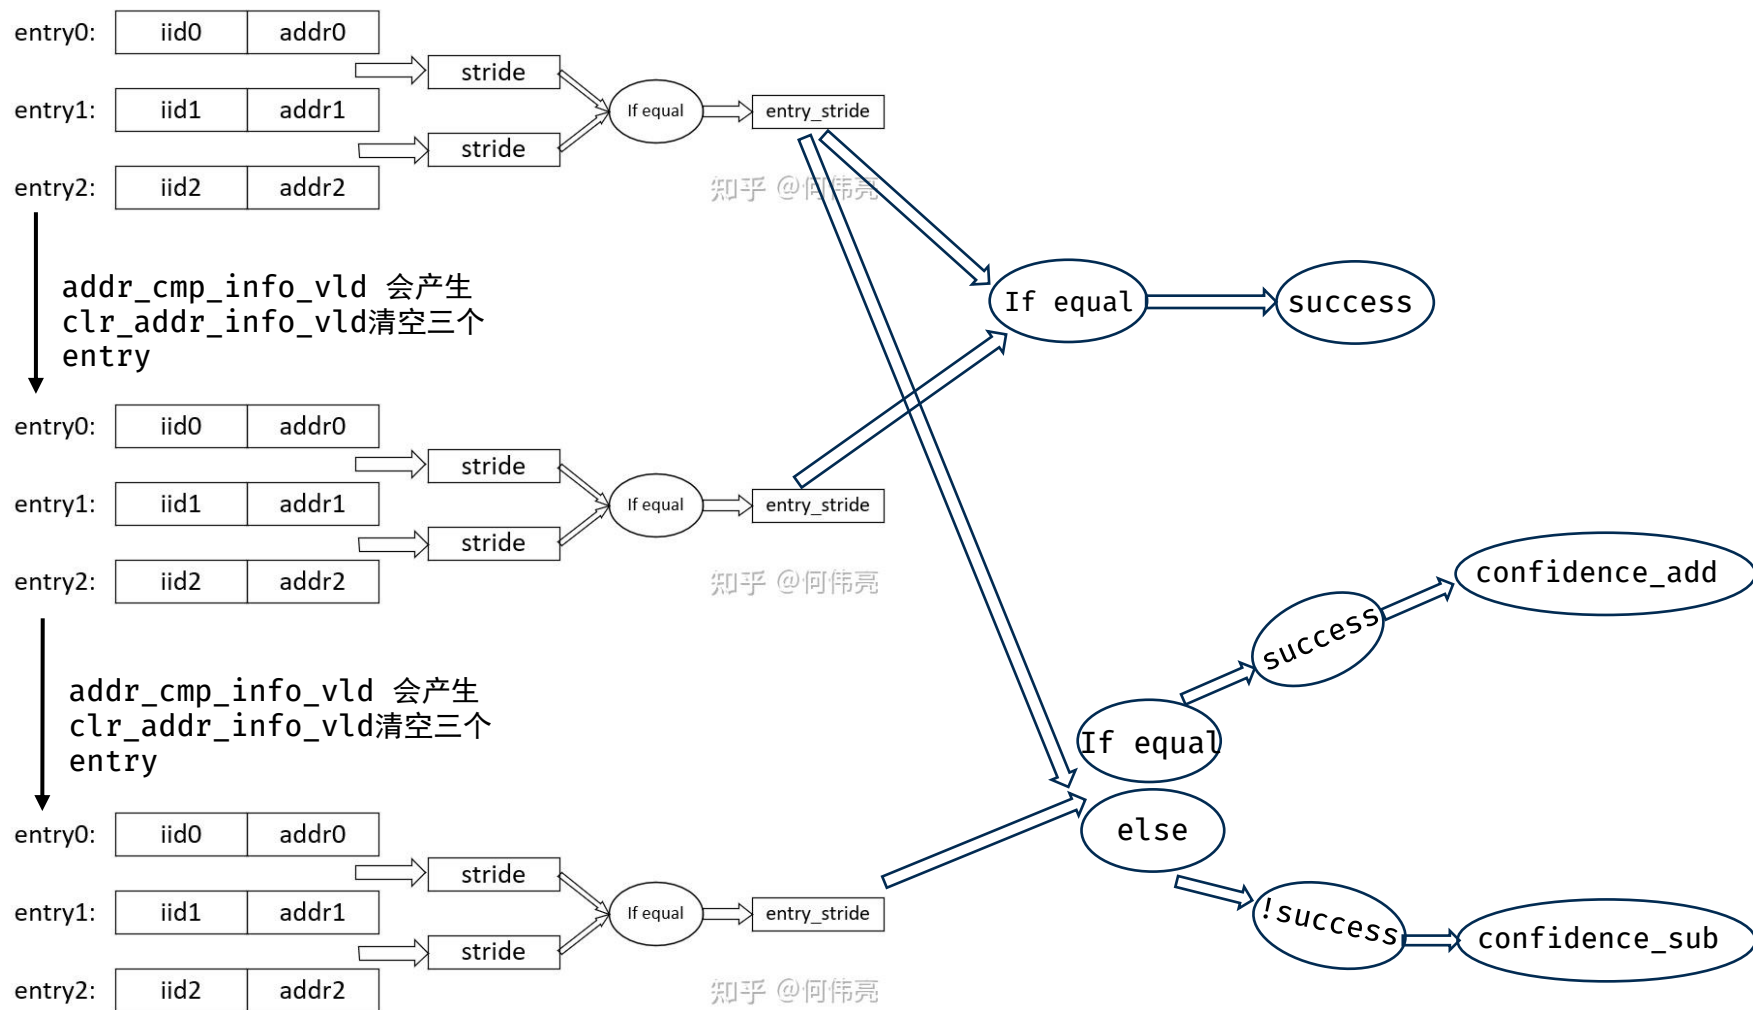 entry0: iid0 addr0
stride
entry1: iid1 addr1
If equal
entry_stride
stride
entry2: iid2 addr2
知乎 @何伟亮
addr_cmp_info_vld 会产生
clr_addr_info_vld清空三个
entry
If equal
success
entry0: iid0 addr0
stride
entry1: iid1 addr1
If equal
entry_stride
stride
entry2: iid2 addr2
知乎 @何伟亮
confidence_add
success
addr_cmp_info_vld 会产生
clr_addr_info_vld清空三个
entry
If equal
else
entry0: iid0 addr0
stride
entry1: iid1 addr1
If equal
entry_stride
!success
confidence_sub
stride
entry2: iid2 addr2
知乎 @何伟亮